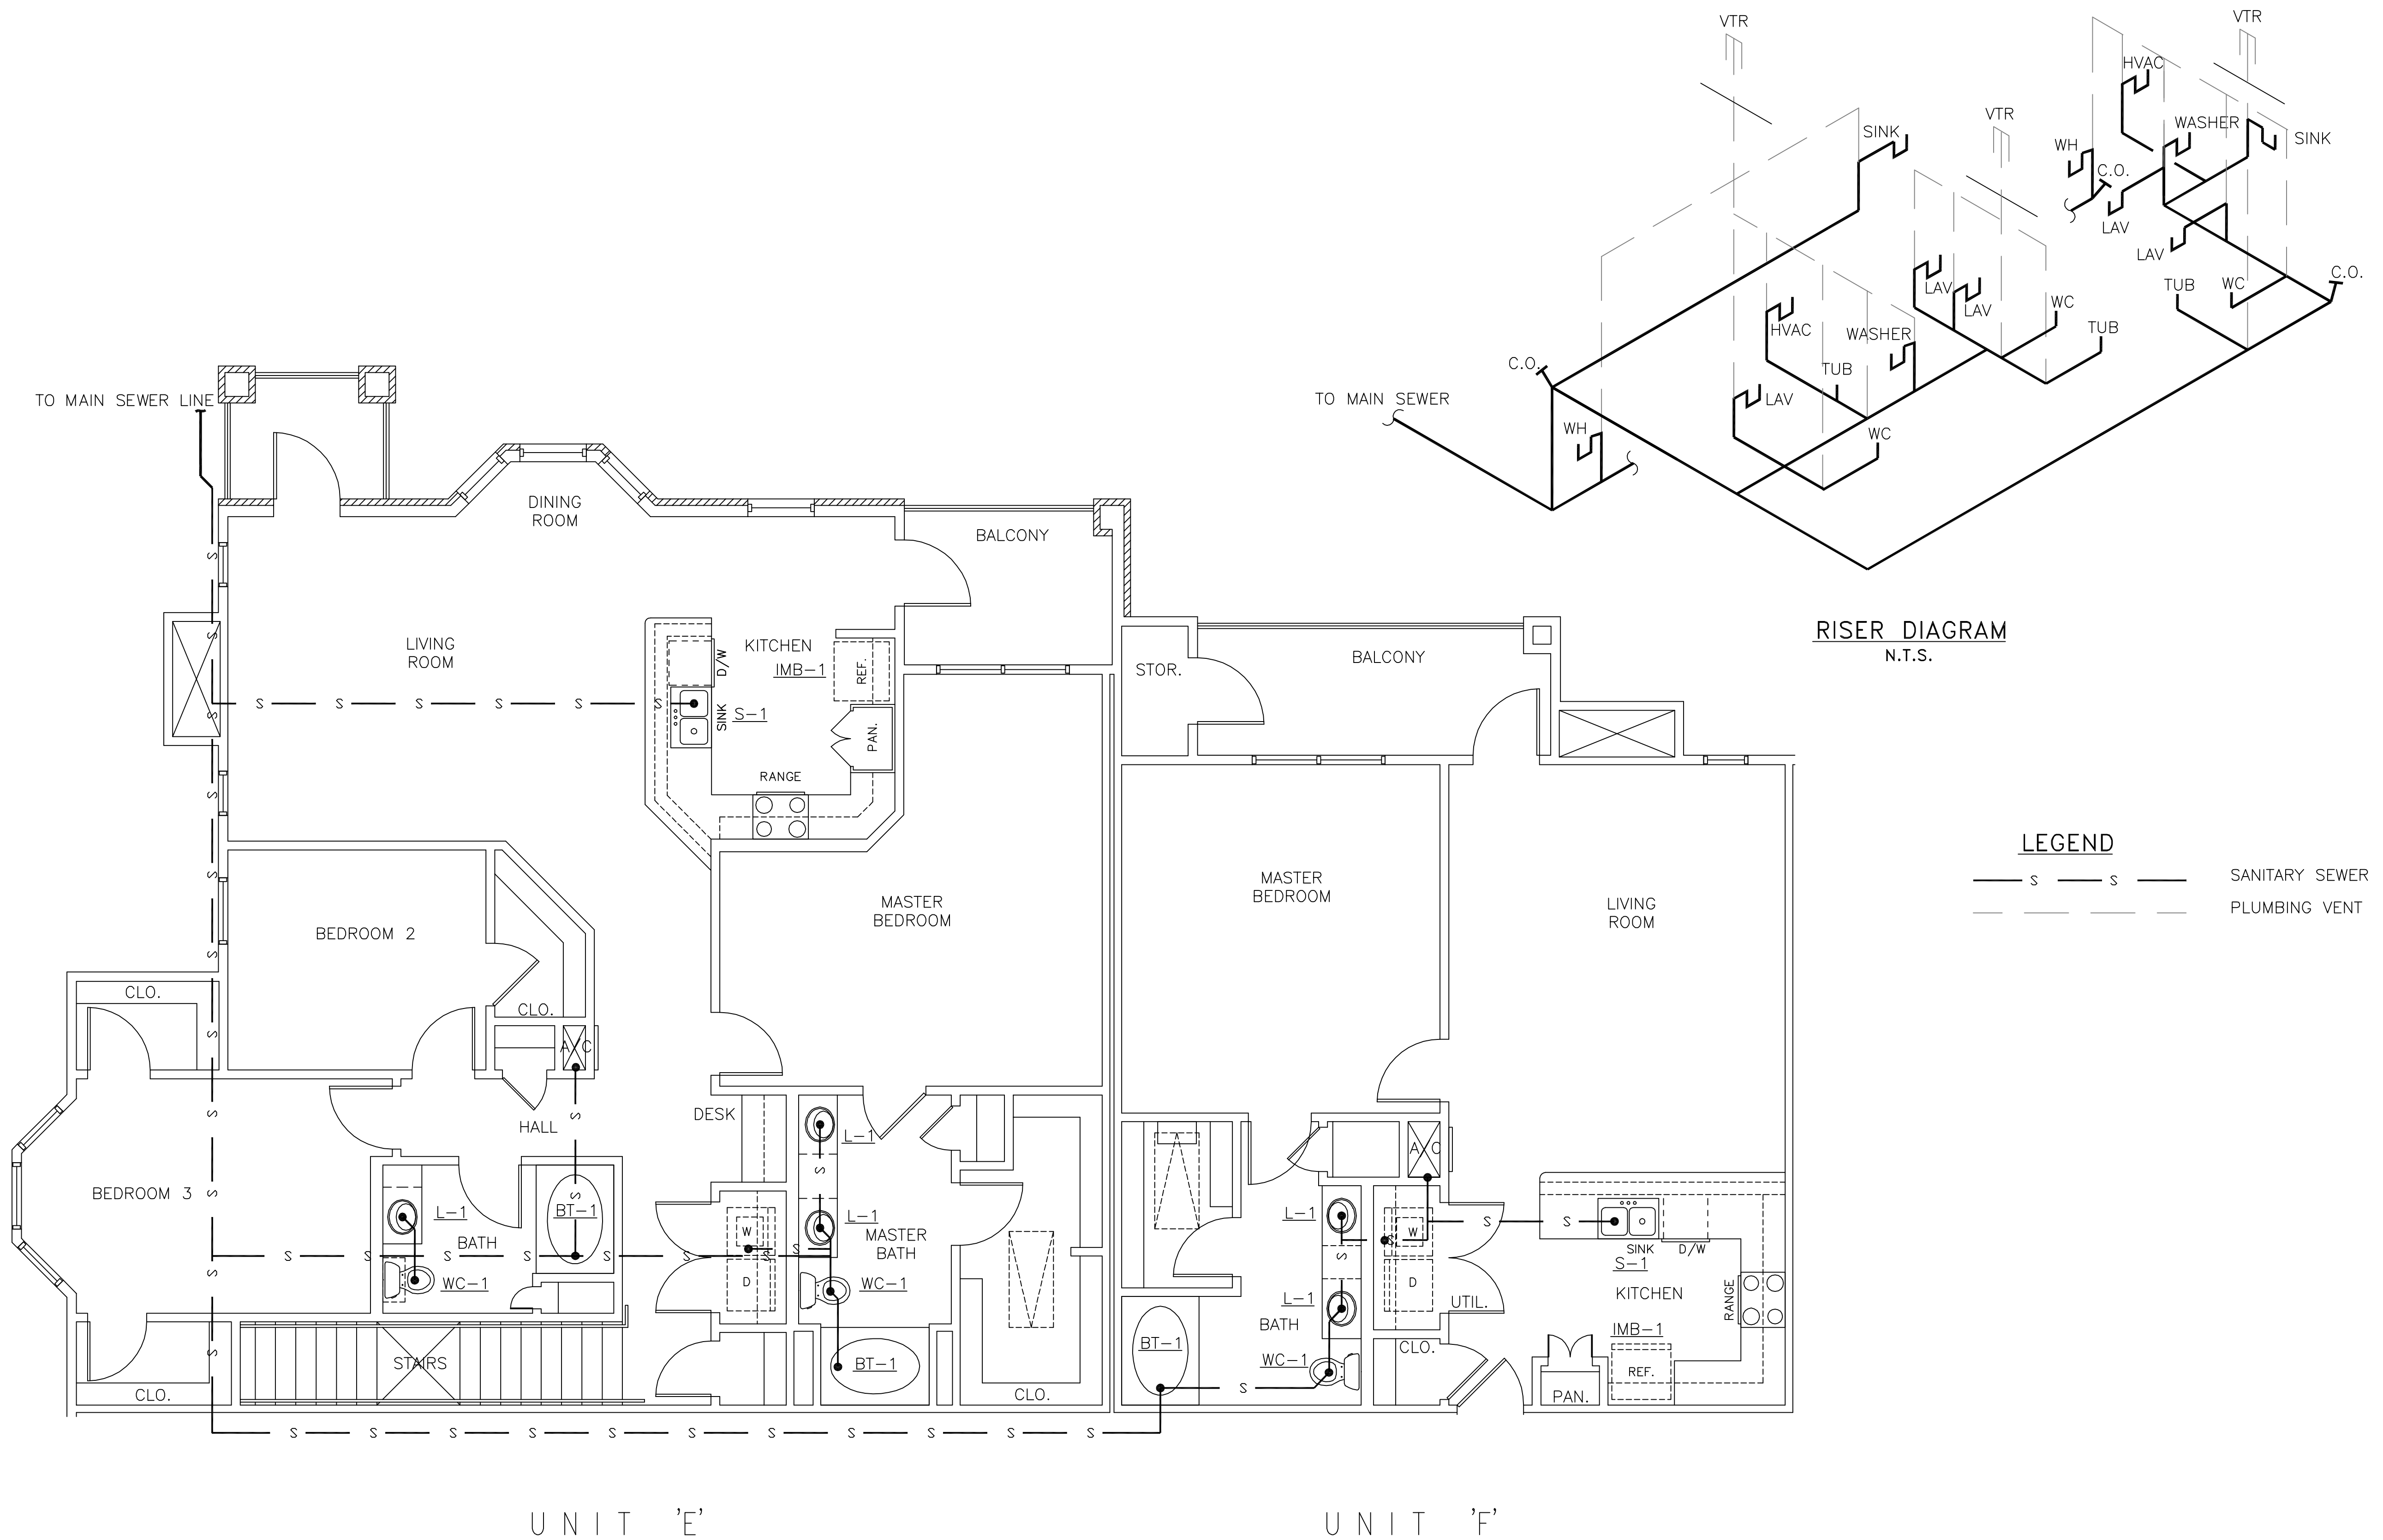 VTR
VTR
HVAC
VTR
SINK
WASHER
SINK
WH
C.O.
LAV
LAV
C.O.
TUB
WC
LAV
LAV
WC
HVAC
WASHER
TUB
C.O.
TUB
LAV
TO MAIN SEWER
WH
WC
RISER DIAGRAM
N.T.S.
LEGEND
S
S
SANITARY SEWER
PLUMBING VENT
TO MAIN SEWER LINE
DINING
ROOM
BALCONY
LIVING
ROOM
KITCHEN
IMB-1
D/W
REF.
SINK
S-1
PAN.
RANGE
STOR.
BALCONY
MASTER
BEDROOM
MASTER
BEDROOM
LIVING
ROOM
BEDROOM 2
CLO.
CLO.
A/C
HALL
DESK
L-1
A/C
BEDROOM 3
L-1
BT-1
BATH
WC-1
W
D
L-1
MASTER
BATH
WC-1
BT-1
STAIRS
CLO.
CLO.
L-1
W
SINK
D/W
S-1
KITCHEN
RANGE
L-1
D
UTIL.
BATH
BT-1
WC-1
CLO.
IMB-1
REF.
PAN.
S S S S S S
S S S S S S S S
S S S S S S S S S S S
UNIT 'E'
UNIT 'F'